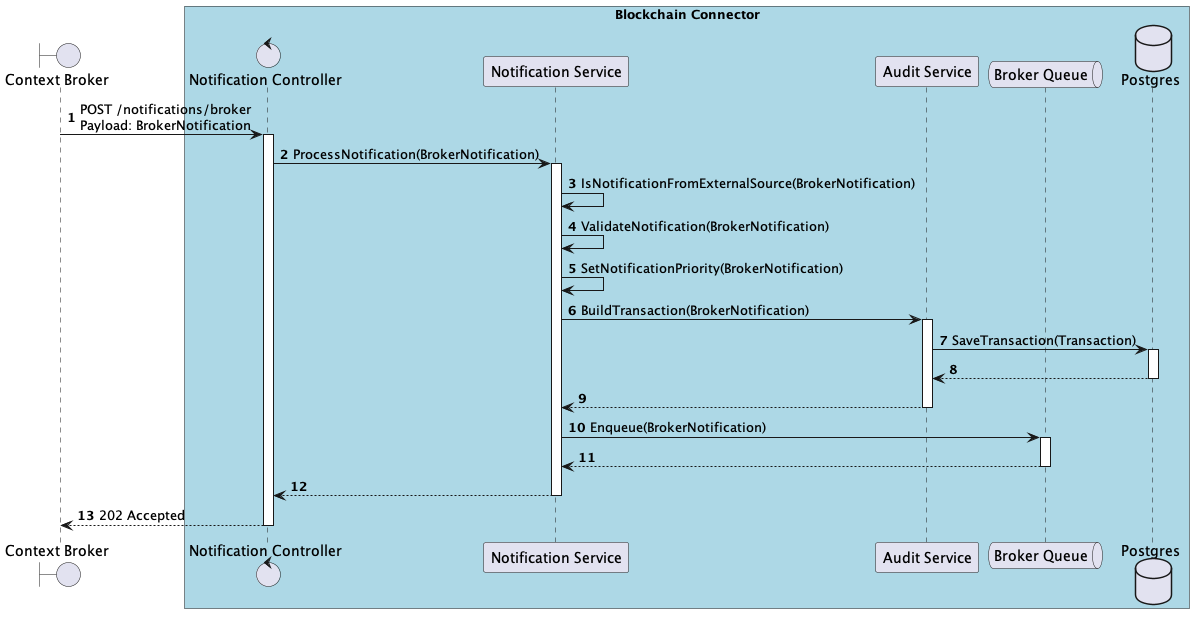 Blockchain Connector
Context Broker
Notification Controller
Notification Service
Audit Service
Broker Queue
Postgres
1 POST /notifications/broker
Payload: BrokerNotification
2 ProcessNotification(BrokerNotification)
3 IsNotificationFromExternalSource(BrokerNotification)
4 ValidateNotification(BrokerNotification)
5 SetNotificationPriority(BrokerNotification)
6 BuildTransaction(BrokerNotification)
7 SaveTransaction(Transaction)
8
9
10 Enqueue(BrokerNotification)
11
12
13 202 Accepted
Context Broker
Notification Controller
Notification Service
Audit Service
Broker Queue
Postgres